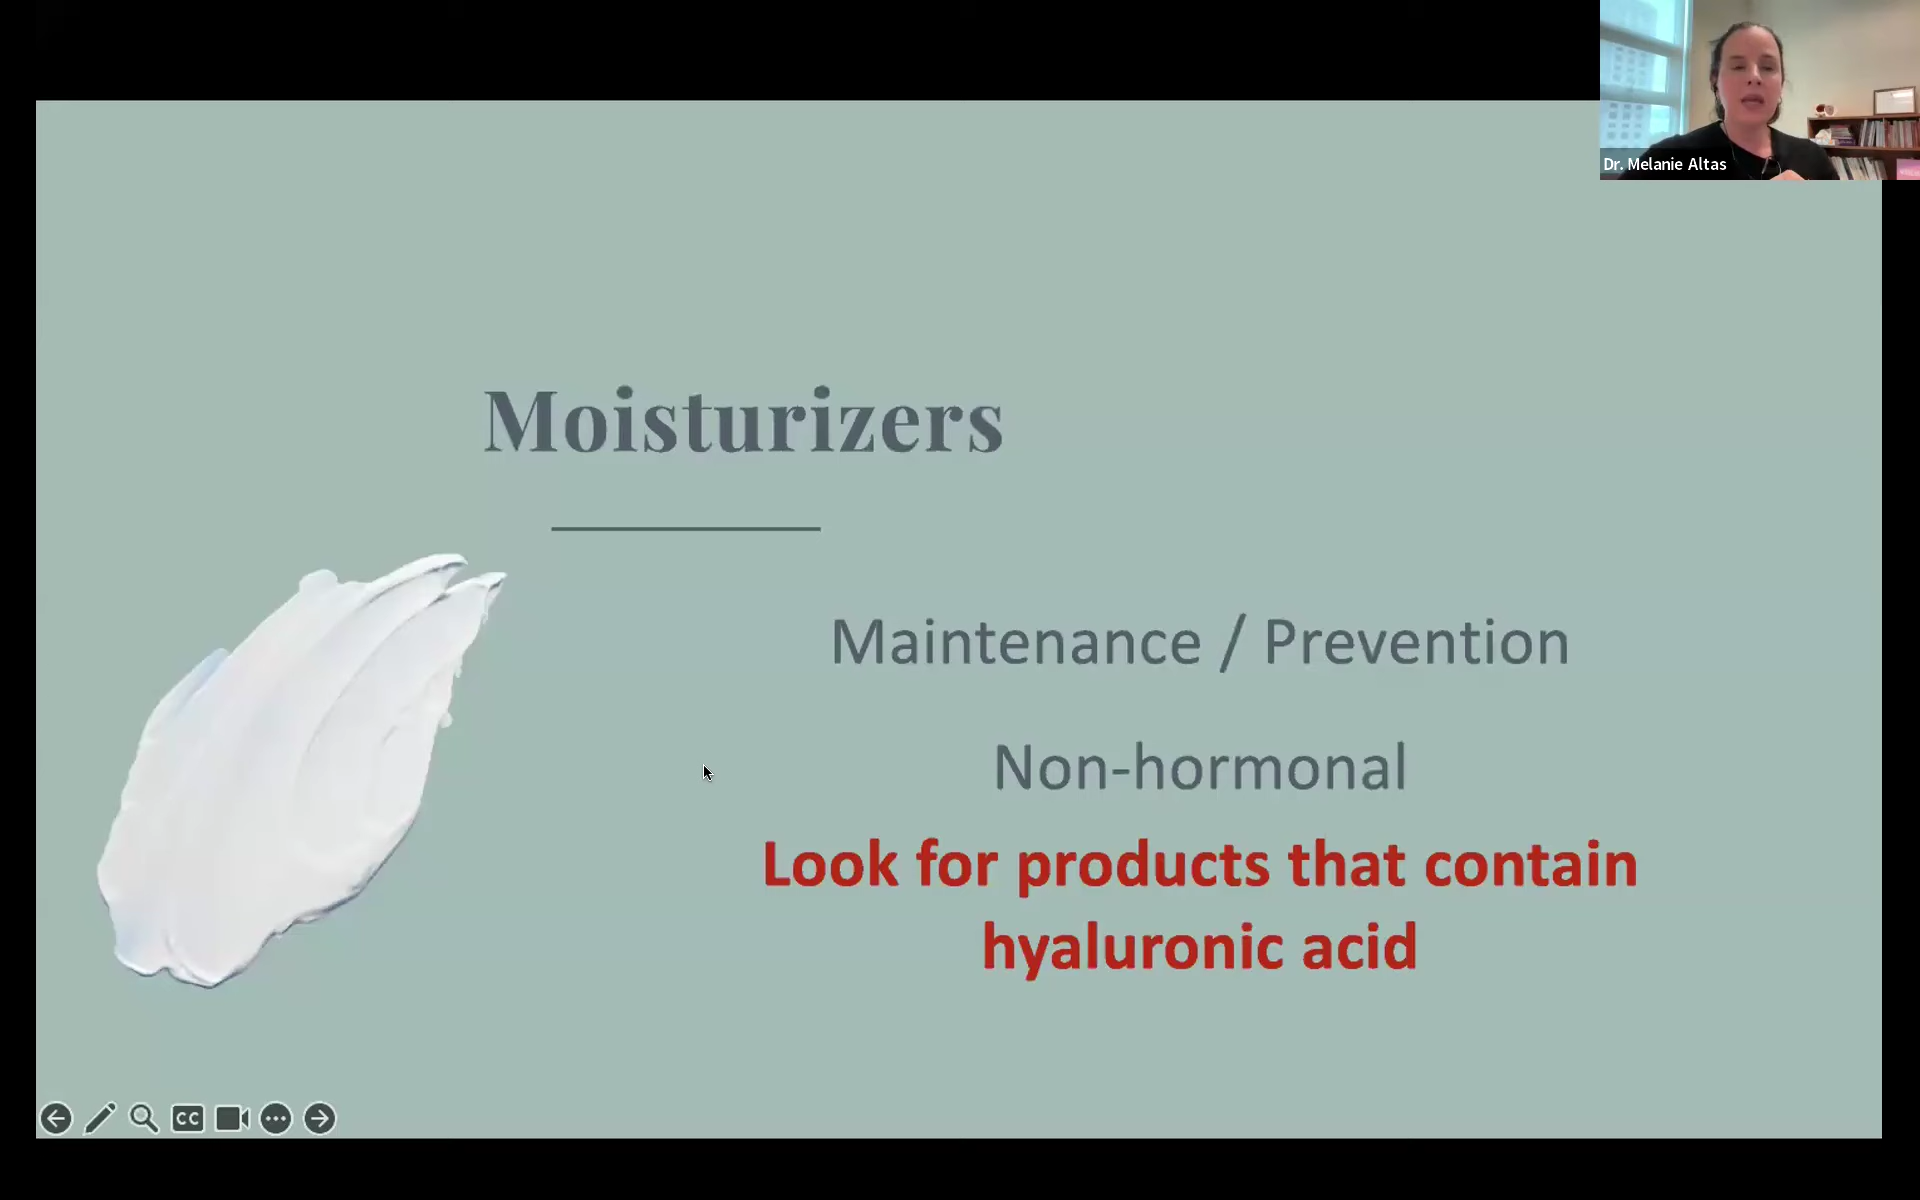 Dr. Melanie Altas
Moisturizers
Maintenance / Prevention
Non-hormonal
Look for products that contain
hyaluronic acid
CC